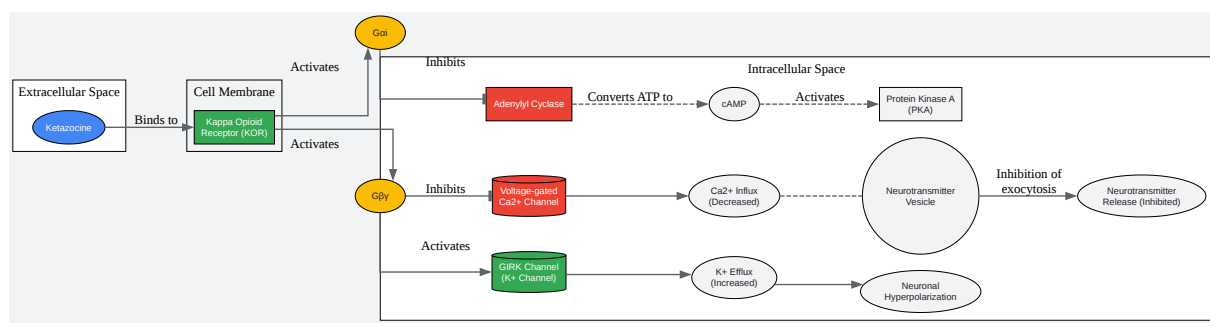 Gαi
Activates
Inhibits
Intracellular Space
Extracellular Space
Cell Membrane
Adenylyl Cyclase
Converts ATP to
cAMP
Activates
Protein Kinase A
(PKA)
Ketazocine
Binds to
Kappa Opioid
Receptor (KOR)
Activates
Gβγ
Inhibits
Voltage-gated
Ca2+ Channel
Ca2+ Influx
(Decreased)
Neurotransmitter
Vesicle
Inhibition of
exocytosis
Neurotransmitter
Release (Inhibited)
Activates
GIRK Channel
(K+ Channel)
K+ Efflux
(Increased)
Neuronal
Hyperpolarization